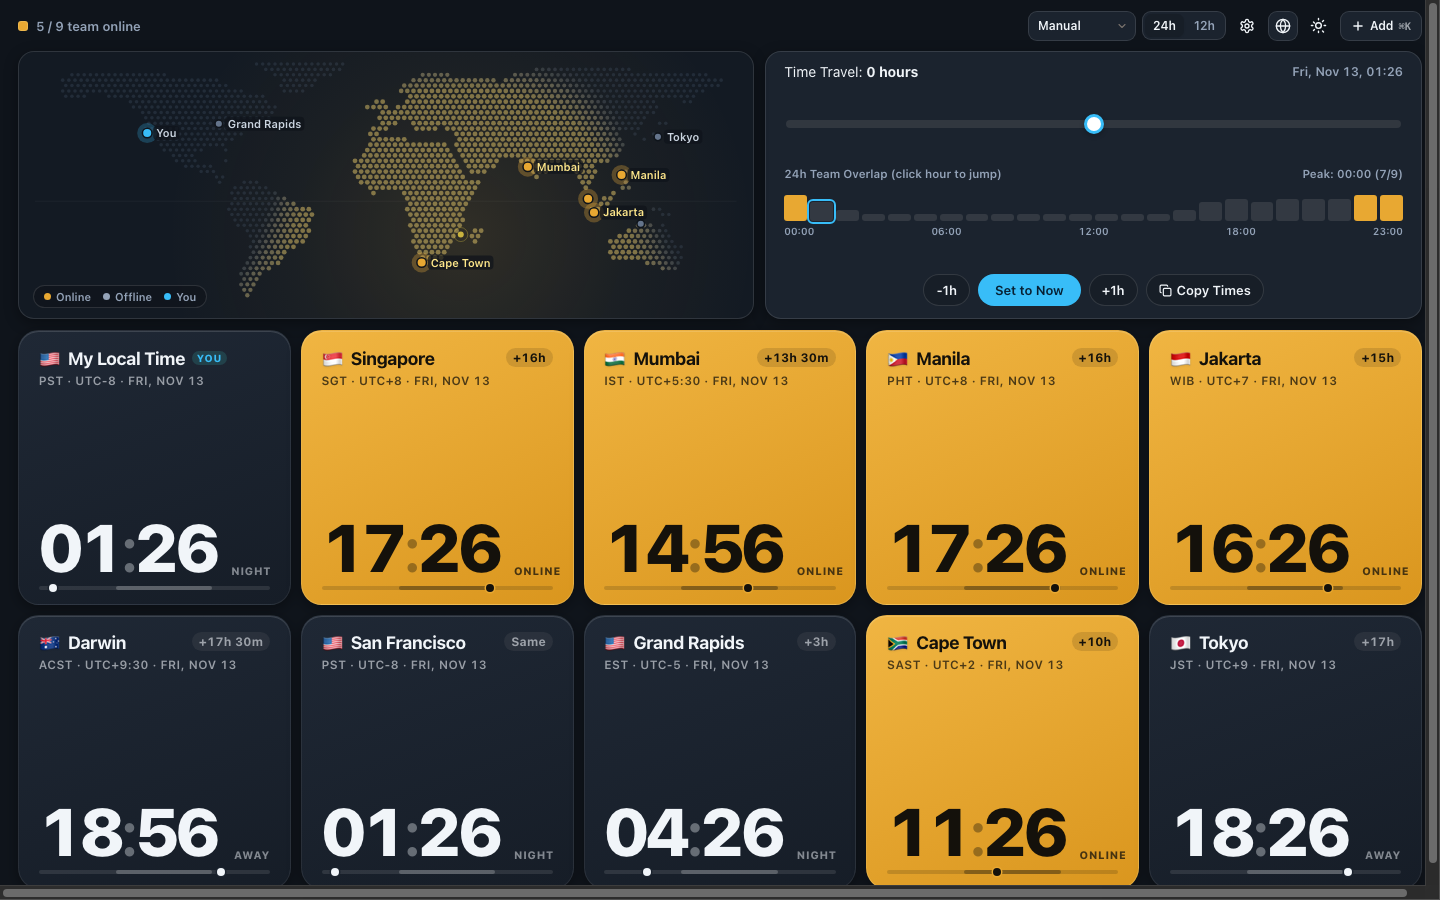 5 / 9 team online
Manual
24h 12h
Add ⌘K
You
Grand Rapids
Tokyo
Mumbai
Manila
Jakarta
Cape Town
Online Offline You
Time Travel: 0 hours
Fri, Nov 13, 01:26
24h Team Overlap (click hour to jump)
Peak: 00:00 (7/9)
00:00 06:00 12:00 18:00 23:00
-1h Set to Now +1h Copy Times
My Local Time YOU
PST · UTC-8 · FRI, NOV 13
01:26 NIGHT
Singapore +16h
SGT · UTC+8 · FRI, NOV 13
17:26 ONLINE
Mumbai +13h 30m
IST · UTC+5:30 · FRI, NOV 13
14:56 ONLINE
Manila +16h
PHT · UTC+8 · FRI, NOV 13
17:26 ONLINE
Jakarta +15h
WIB · UTC+7 · FRI, NOV 13
16:26 ONLINE
Darwin +17h 30m
ACST · UTC+9:30 · FRI, NOV 13
18:56 AWAY
San Francisco Same
PST · UTC-8 · FRI, NOV 13
01:26 NIGHT
Grand Rapids +3h
EST · UTC-5 · FRI, NOV 13
04:26 NIGHT
Cape Town +10h
SAST · UTC+2 · FRI, NOV 13
11:26 ONLINE
Tokyo +17h
JST · UTC+9 · FRI, NOV 13
18:26 AWAY